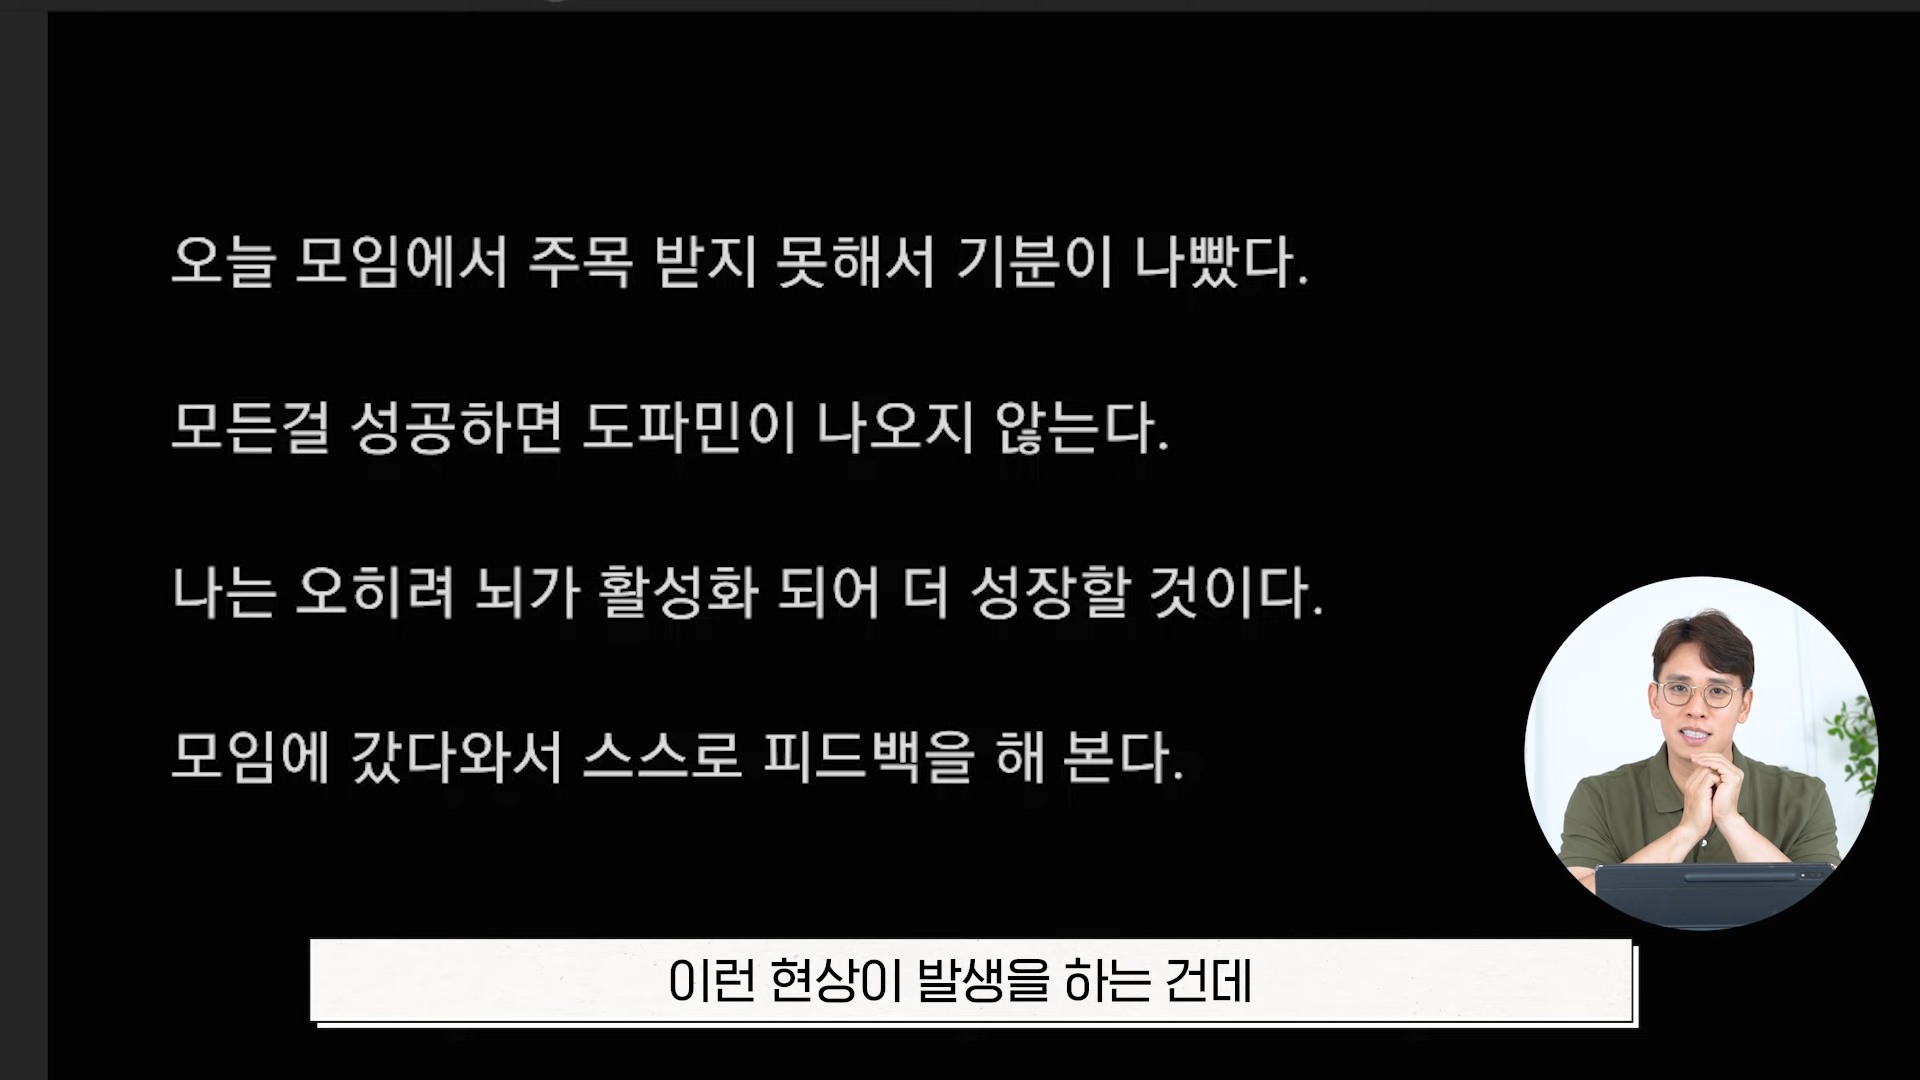 오늘 모임에서 주목 받지 못해서 기분이 나빴다.
모든걸 성공하면 도파민이 나오지 않는다.
나는 오히려 뇌가 활성화 되어 더 성장할 것이다.
모임에 갔다와서 스스로 피드백을 해 본다.
이런 현상이 발생을 하는 건데